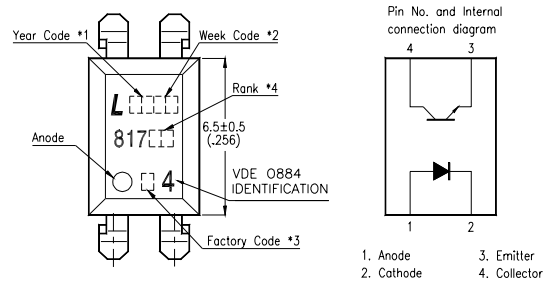 Year Code *1
Week Code *2
L
Rank *4
817
6.5±0.5
(.256)
Anode
4
VDE 0884
IDENTIFICATION
Factory Code *3
Pin No. and Internal
connection diagram
4 3
1 2
1. Anode 3. Emitter
2. Cathode 4. Collector